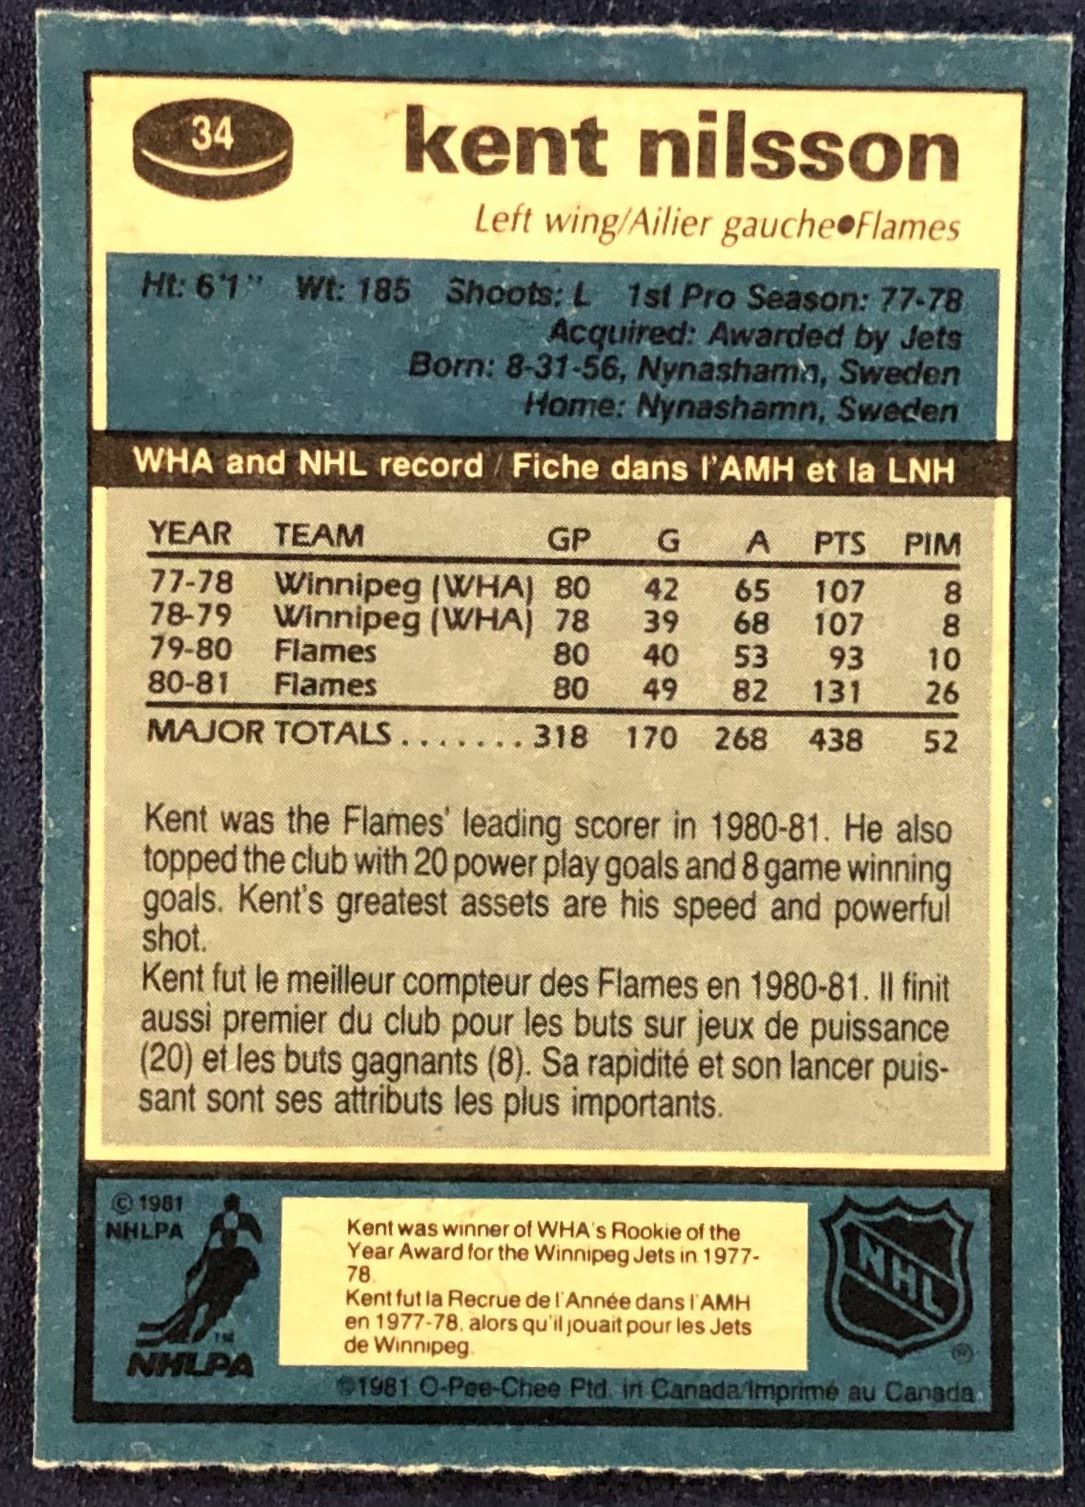 34
kent nilsson
Left wing/Ailier gauche●Flames
Ht: 6'1" Wt: 185 Shoots: L 1st Pro Season: 77-78
Acquired: Awarded by Jets
Born: 8-31-56, Nynashamn, Sweden
Home: Nynashamn, Sweden
WHA and NHL record / Fiche dans l'AMH et la LNH
YEAR TEAM GP G A PTS PIM
77-78 Winnipeg (WHA) 80 42 65 107 8
78-79 Winnipeg (WHA) 78 39 68 107 8
79-80 Flames 80 40 53 93 10
80-81 Flames 80 49 82 131 26
MAJOR TOTALS.......318 170 268 438 52
Kent was the Flames' leading scorer in 1980-81. He also
topped the club with 20 power play goals and 8 game winning
goals. Kent's greatest assets are his speed and powerful
shot.
Kent fut le meilleur compteur des Flames en 1980-81. Il finit
aussi premier du club pour les buts sur jeux de puissance
(20) et les buts gagnants (8). Sa rapidité et son lancer puis-
sant sont ses attributs les plus importants.
© 1981
NHLPA
TM
NHLPA
Kent was winner of WHA's Rookie of the
Year Award for the Winnipeg Jets in 1977-
78.
Kent fut la Recrue de l'Année dans l'AMH
en 1977-78, alors qu'il jouait pour les Jets
de Winnipeg.
NHL
®
©1981 O-Pee-Chee Ptd. in Canada/Imprimé au Canada